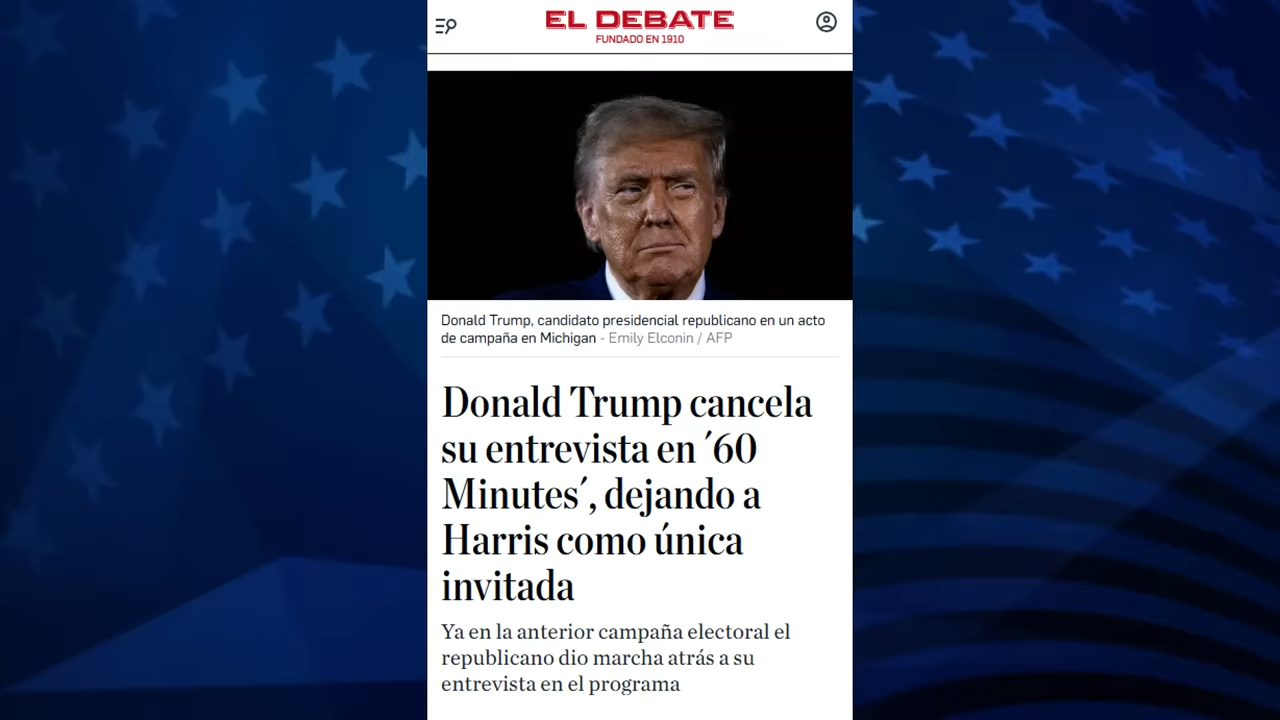 EL DEBATE
FUNDADO EN 1910
Donald Trump, candidato presidencial republicano en un acto
de campaña en Michigan - Emily Elconin / AFP
Donald Trump cancela
su entrevista en ´60
Minutes´, dejando a
Harris como única
invitada
Ya en la anterior campaña electoral el
republicano dio marcha atrás a su
entrevista en el programa